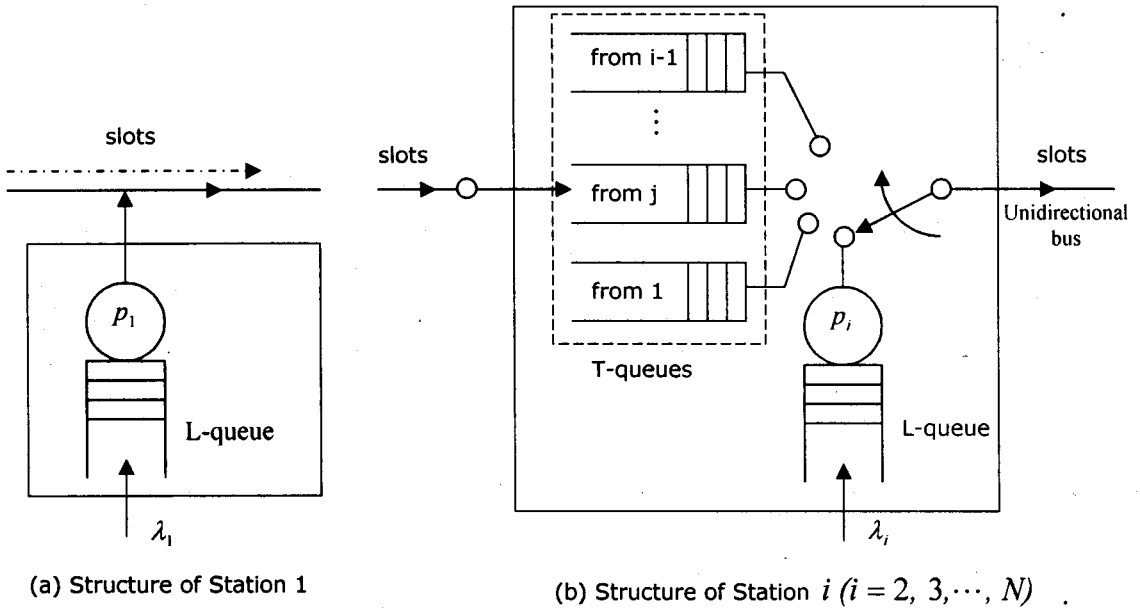 slots
p₁
L-queue
λ₁
(a) Structure of Station 1
from i-1
⋮
slots
from j
from 1
T-queues
slots
Unidirectional
bus
pᵢ
L-queue
λᵢ
(b) Structure of Station i (i = 2, 3,⋯, N)